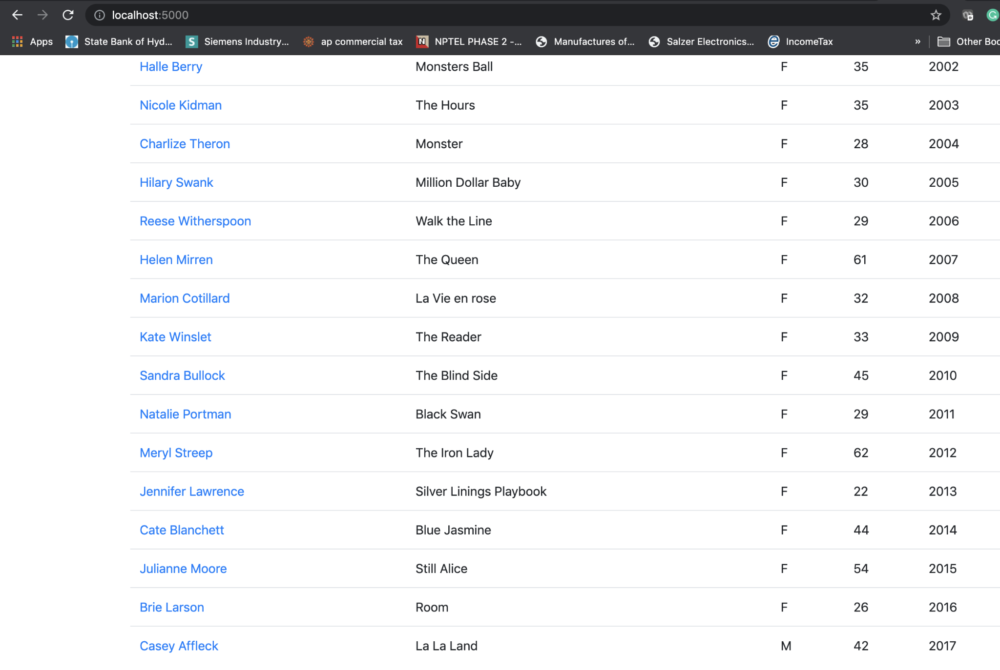 localhost:5000
Apps State Bank of Hyd... Siemens Industry,... ap commercial tax NPTEL PHASE 2 -... Manufactures of... Salzer Electronics... IncomeTax » Other Boo
Halle Berry Monsters Ball F 35 2002
Nicole Kidman The Hours F 35 2003
Charlize Theron Monster F 28 2004
Hilary Swank Million Dollar Baby F 30 2005
Reese Witherspoon Walk the Line F 29 2006
Helen Mirren The Queen F 61 2007
Marion Cotillard La Vie en rose F 32 2008
Kate Winslet The Reader F 33 2009
Sandra Bullock The Blind Side F 45 2010
Natalie Portman Black Swan F 29 2011
Meryl Streep The Iron Lady F 62 2012
Jennifer Lawrence Silver Linings Playbook F 22 2013
Cate Blanchett Blue Jasmine F 44 2014
Julianne Moore Still Alice F 54 2015
Brie Larson Room F 26 2016
Casey Affleck La La Land M 42 2017